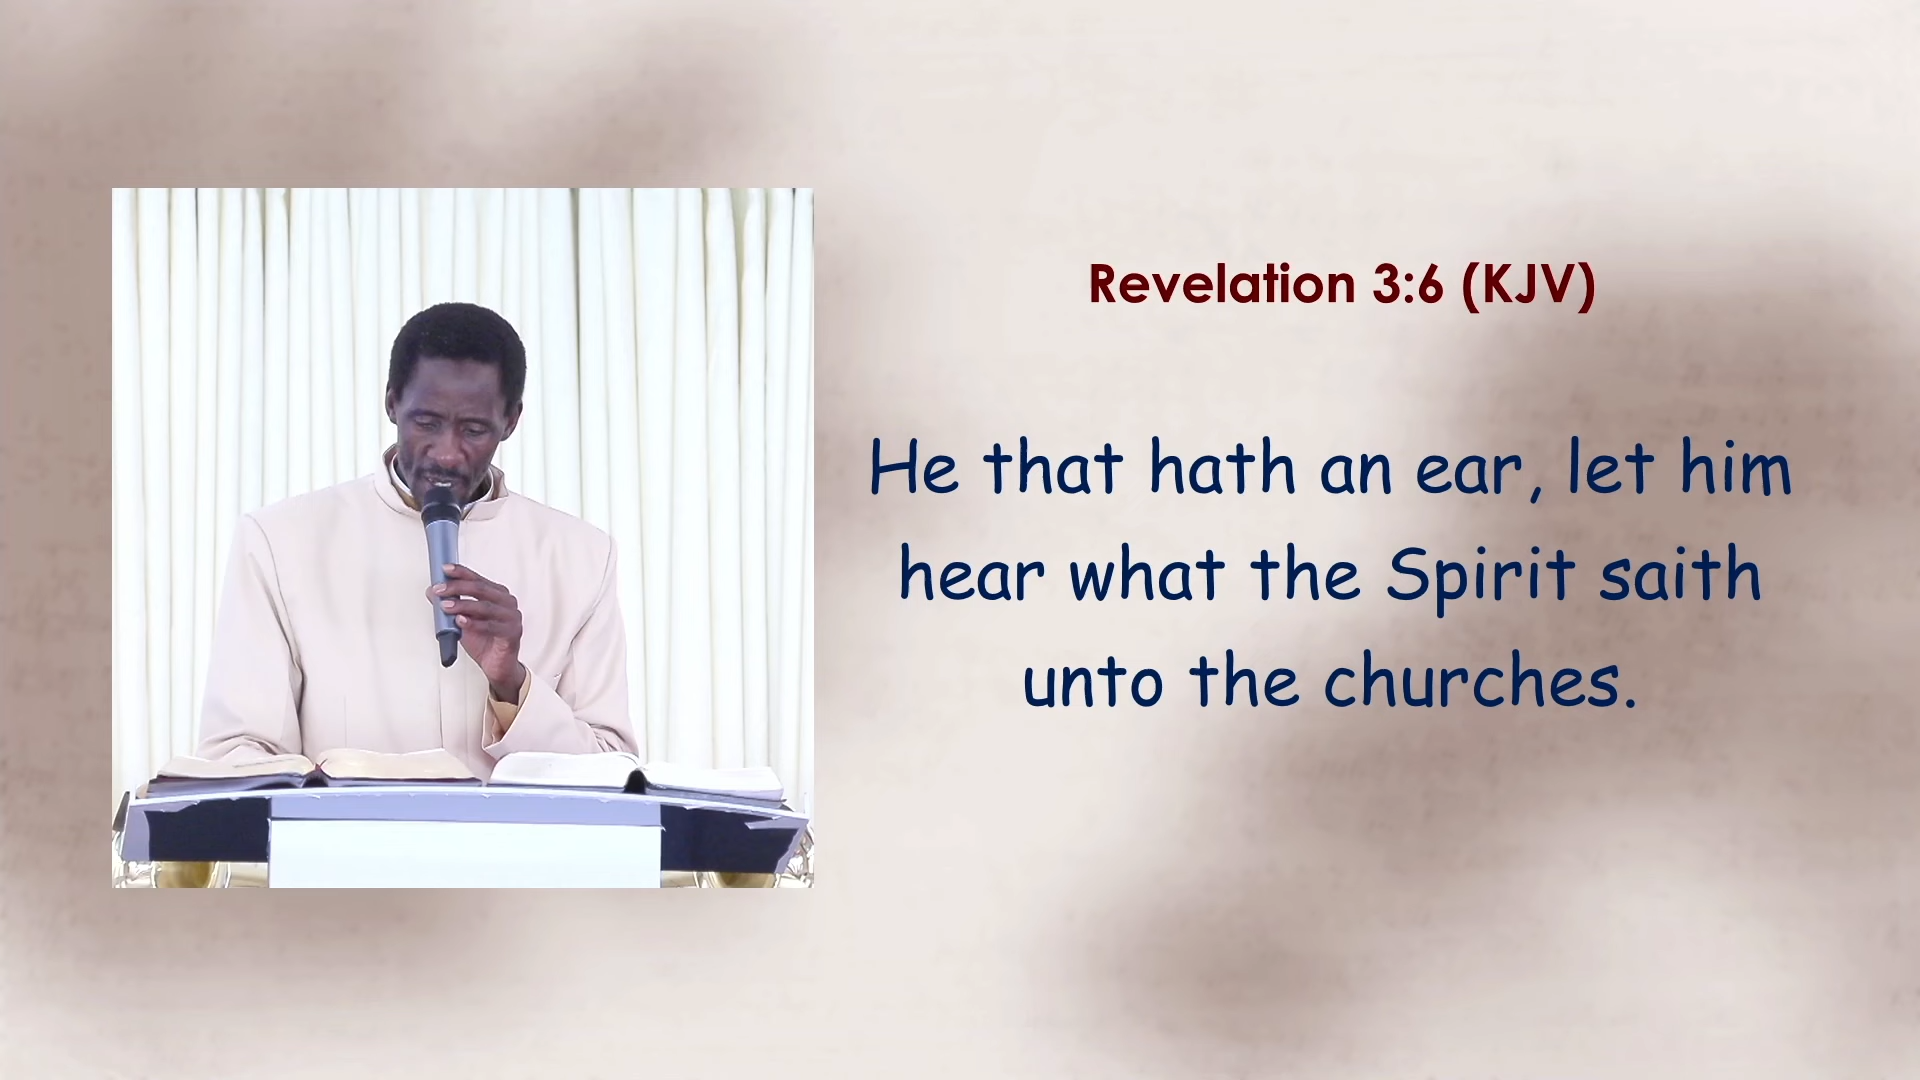 Revelation 3:6 (KJV)
He that hath an ear, let him
hear what the Spirit saith
unto the churches.